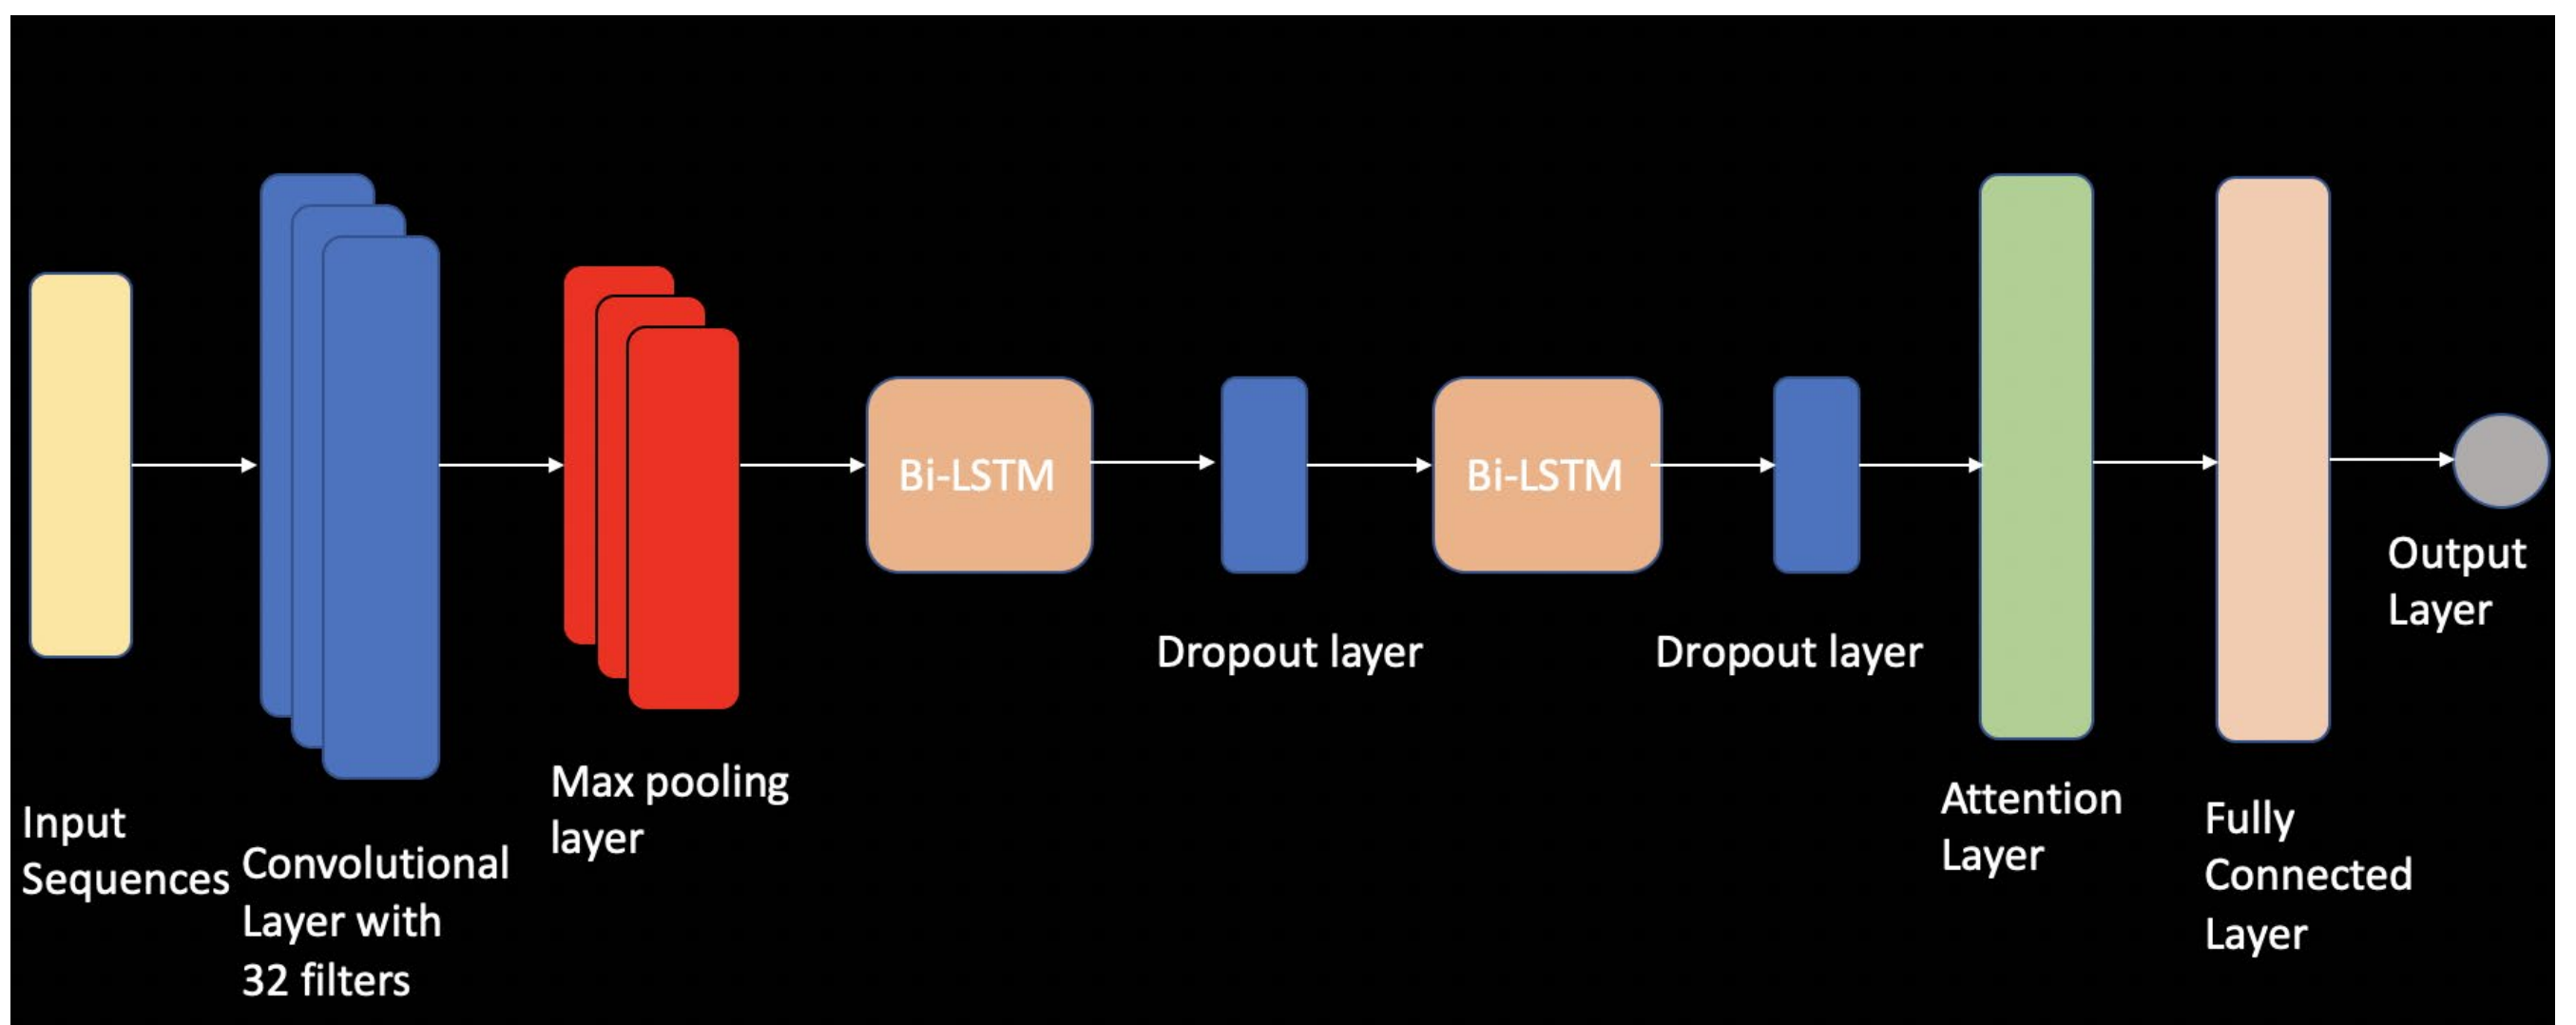 Input
Sequences
Convolutional
Layer with
32 filters
Max pooling
layer
Bi-LSTM
Dropout layer
Bi-LSTM
Dropout layer
Attention
Layer
Fully
Connected
Layer
Output
Layer